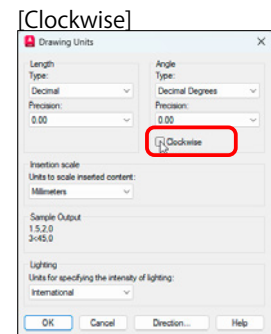 [Clockwise]
Drawing Units
Length
Type:
Decimal
Precision:
0.00
Angle
Type:
Decimal Degrees
Precision:
0.00
Clockwise
Insertion scale
Units to scale inserted content:
Millimeters
Sample Output
1.5,2,0
3<45,0
Lighting
Units for specifying the intensity of lighting:
International
OK Cancel Direction... Help